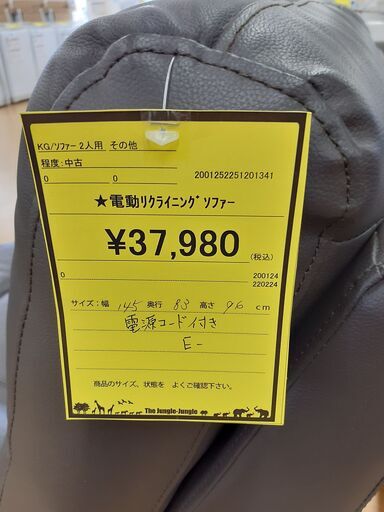 KG/ソファー 2人用 その他
程度:中古
0 0 2001252251201341
★電動リクライニングソファー
¥37,980(税込)
0 200124
220224
サイズ:幅 145 奥行 83 高さ 96 cm
電源コード付き
E-
商品のサイズ、状態を よくご確認下さい。
The Jungle-Jungle